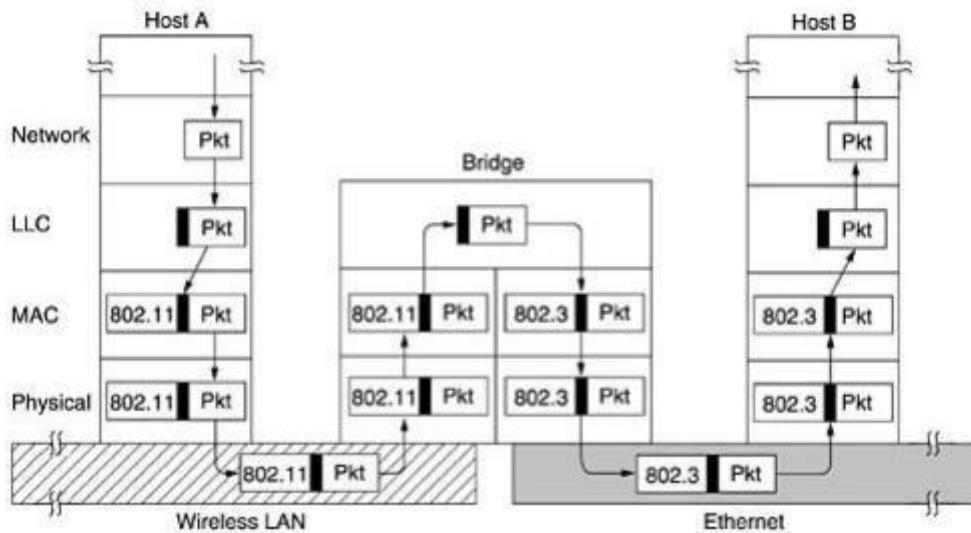 Host A
Host B
Network
Pkt
Pkt
Bridge
LLC
Pkt
Pkt
Pkt
MAC
802.11 Pkt
802.11 Pkt
802.3 Pkt
802.3 Pkt
Physical
802.11 Pkt
802.11 Pkt
802.3 Pkt
802.3 Pkt
802.11 Pkt
802.3 Pkt
Wireless LAN
Ethernet